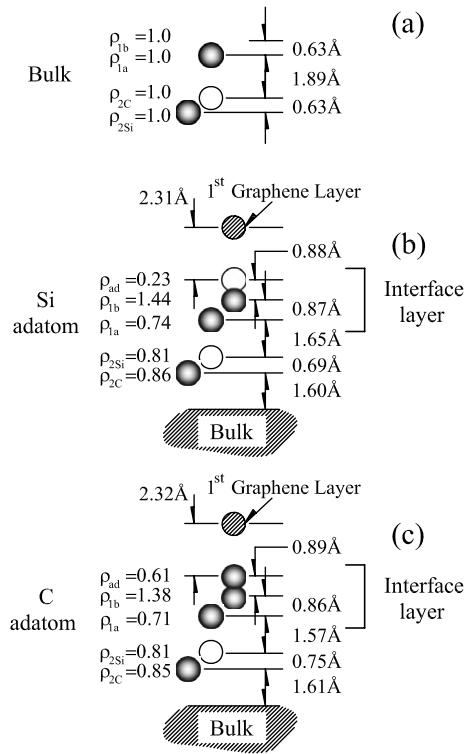 (a)
ρ1b=1.0
ρ1a=1.0
0.63Å
Bulk
1.89Å
ρ2C=1.0
ρ2Si=1.0
0.63Å
2.31Å
1st Graphene Layer
(b)
0.88Å
ρad=0.23
ρ1b=1.44
ρ1a=0.74
Si
adatom
0.87Å
Interface
layer
1.65Å
ρ2Si=0.81
ρ2C=0.86
0.69Å
1.60Å
Bulk
2.32Å
1st Graphene Layer
(c)
0.89Å
ρad=0.61
ρ1b=1.38
ρ1a=0.71
C
adatom
0.86Å
Interface
layer
1.57Å
ρ2Si=0.81
ρ2C=0.85
0.75Å
1.61Å
Bulk